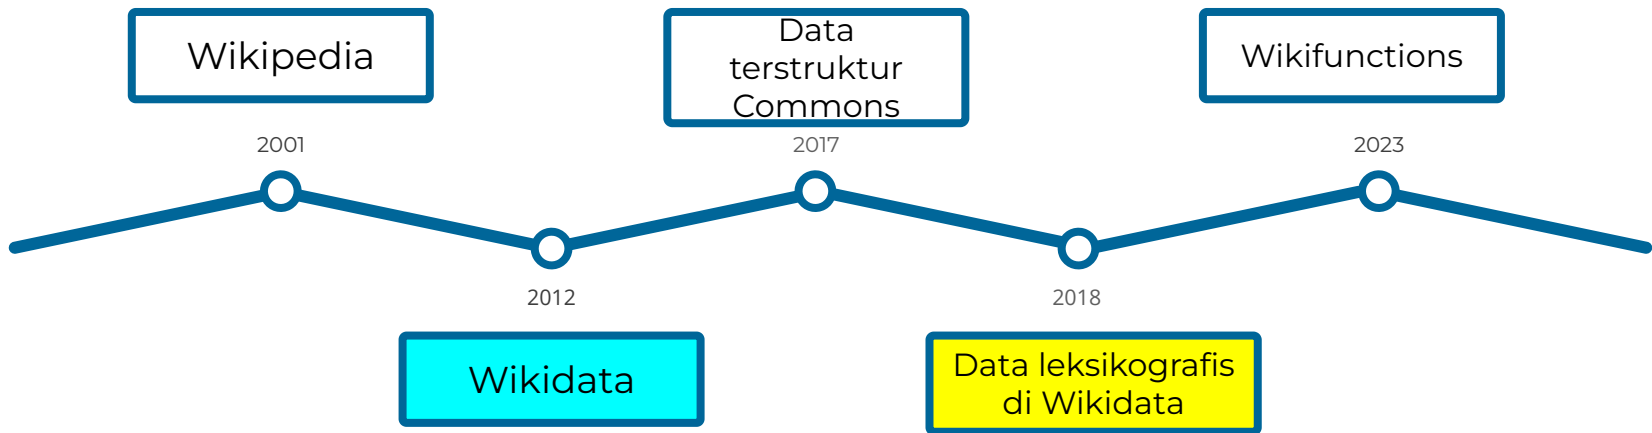 Wikipedia
2001
2012
Wikidata
Data
terstruktur
Commons
2017
2018
Data leksikografis
di Wikidata
Wikifunctions
2023